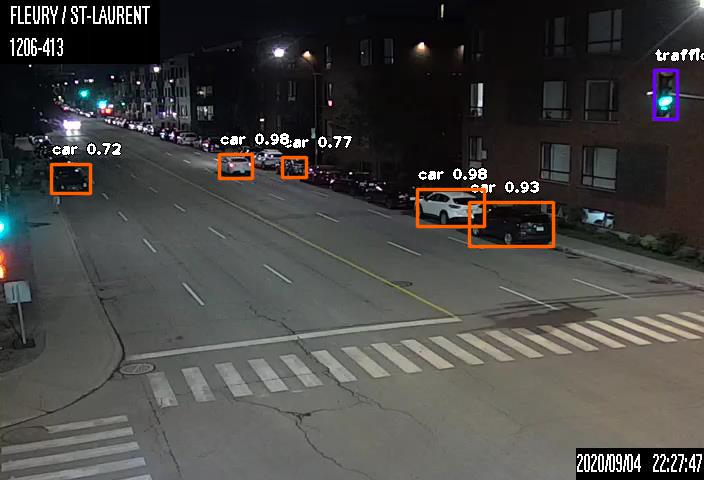 FLEURY / ST-LAURENT
1206-413
traffic
car 0.98
car 0.77
car 0.72
car 0.98
car 0.93
2020/09/04 22:27:47